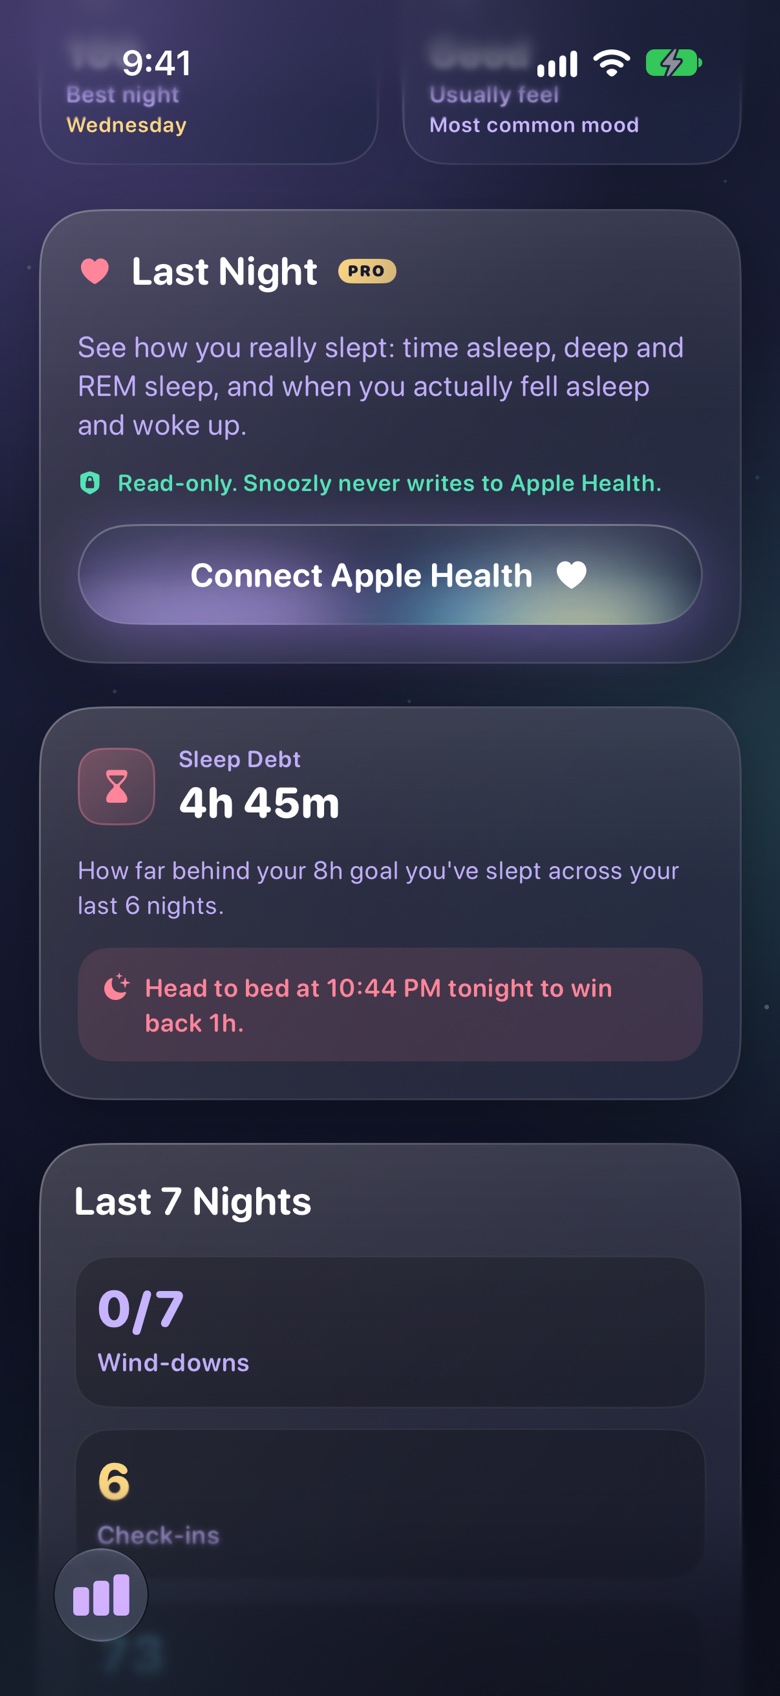 100
Good
9:41
Best night
Usually feel
Wednesday
Most common mood
Last Night PRO
See how you really slept: time asleep, deep and
REM sleep, and when you actually fell asleep
and woke up.
Read-only. Snoozly never writes to Apple Health.
Connect Apple Health
Sleep Debt
4h 45m
How far behind your 8h goal you've slept across your
last 6 nights.
Head to bed at 10:44 PM tonight to win
back 1h.
Last 7 Nights
0/7
Wind-downs
6
Check-ins
73